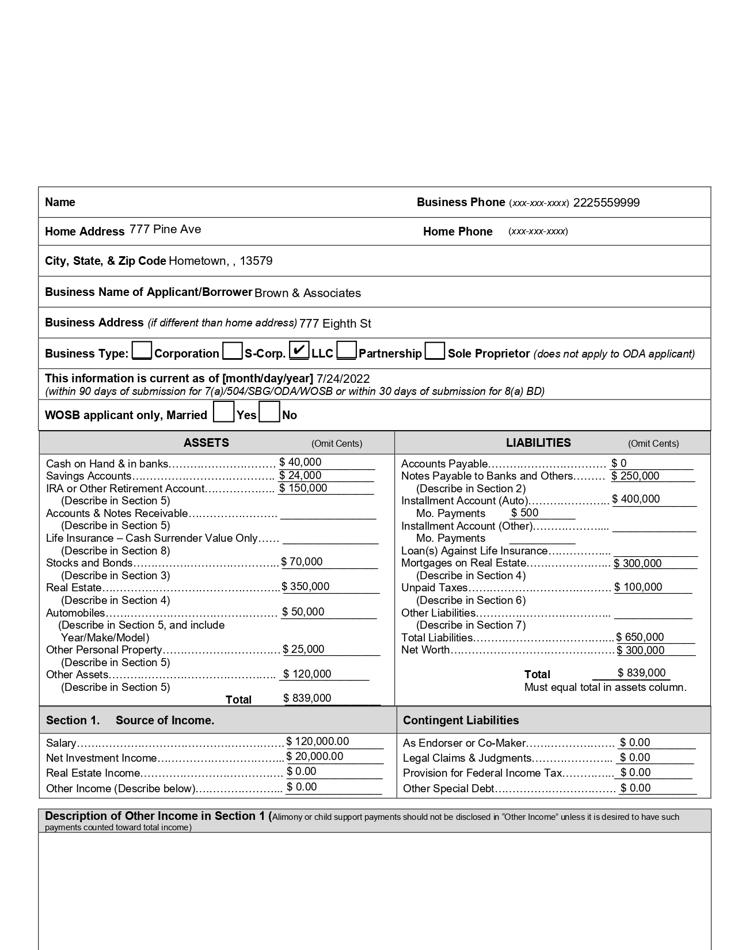 Name Business Phone (xxx-xxx-xxxx) 2225559999
Home Address 777 Pine Ave Home Phone (xxx-xxx-xxxx)
City, State, & Zip Code Hometown, , 13579
Business Name of Applicant/Borrower Brown & Associates
Business Address (if different than home address) 777 Eighth St
Business Type: Corporation S-Corp. ✔ LLC Partnership Sole Proprietor (does not apply to ODA applicant)
This information is current as of [month/day/year] 7/24/2022
(within 90 days of submission for 7(a)/504/SBG/ODA/WOSB or within 30 days of submission for 8(a) BD)
WOSB applicant only, Married Yes No
ASSETS (Omit Cents)
Cash on Hand & in banks………………………… $ 40,000
Savings Accounts………………………………… $ 24,000
IRA or Other Retirement Account……………… $ 150,000
(Describe in Section 5)
Accounts & Notes Receivable……………………
(Describe in Section 5)
Life Insurance – Cash Surrender Value Only……
(Describe in Section 8)
Stocks and Bonds………………………………… $ 70,000
(Describe in Section 3)
Real Estate………………………………………… $ 350,000
(Describe in Section 4)
Automobiles………………………………………… $ 50,000
(Describe in Section 5, and include
Year/Make/Model)
Other Personal Property………………………… $ 25,000
(Describe in Section 5)
Other Assets……………………………………… $ 120,000
(Describe in Section 5)
Total $ 839,000
LIABILITIES (Omit Cents)
Accounts Payable………………………………… $ 0
Notes Payable to Banks and Others……… $ 250,000
(Describe in Section 2)
Installment Account (Auto)……………………… $ 400,000
Mo. Payments $ 500
Installment Account (Other)……………………
Mo. Payments
Loan(s) Against Life Insurance…………………
Mortgages on Real Estate……………………… $ 300,000
(Describe in Section 4)
Unpaid Taxes……………………………………… $ 100,000
(Describe in Section 6)
Other Liabilities……………………………………
(Describe in Section 7)
Total Liabilities…………………………………… $ 650,000
Net Worth………………………………………… $ 300,000
Total $ 839,000
Must equal total in assets column.
Section 1. Source of Income.
Salary……………………………………………… $ 120,000.00
Net Investment Income…………………………… $ 20,000.00
Real Estate Income……………………………… $ 0.00
Other Income (Describe below)………………… $ 0.00
Contingent Liabilities
As Endorser or Co-Maker……………………… $ 0.00
Legal Claims & Judgments……………………… $ 0.00
Provision for Federal Income Tax……………… $ 0.00
Other Special Debt……………………………… $ 0.00
Description of Other Income in Section 1 (Alimony or child support payments should not be disclosed in "Other Income" unless it is desired to have such
payments counted toward total income)